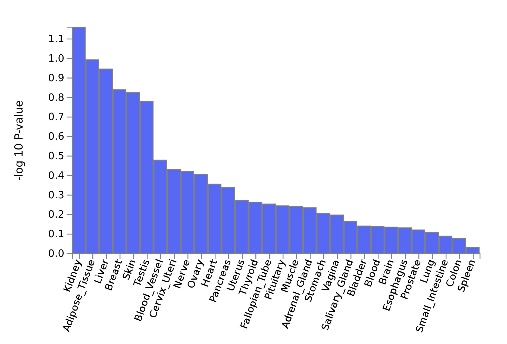 -log 10 P-value
1.1
1.0
0.9
0.8
0.7
0.6
0.5
0.4
0.3
0.2
0.1
0.0
Kidney
Adipose_Tissue
Liver
Breast
Skin
Testis
Blood_Vessel
Cervix_Uteri
Nerve
Ovary
Heart
Pancreas
Uterus
Thyroid
Fallopian_Tube
Pituitary
Muscle
Adrenal_Gland
Stomach
Vagina
Salivary_Gland
Bladder
Blood
Brain
Esophagus
Prostate
Lung
Small_Intestine
Colon
Spleen